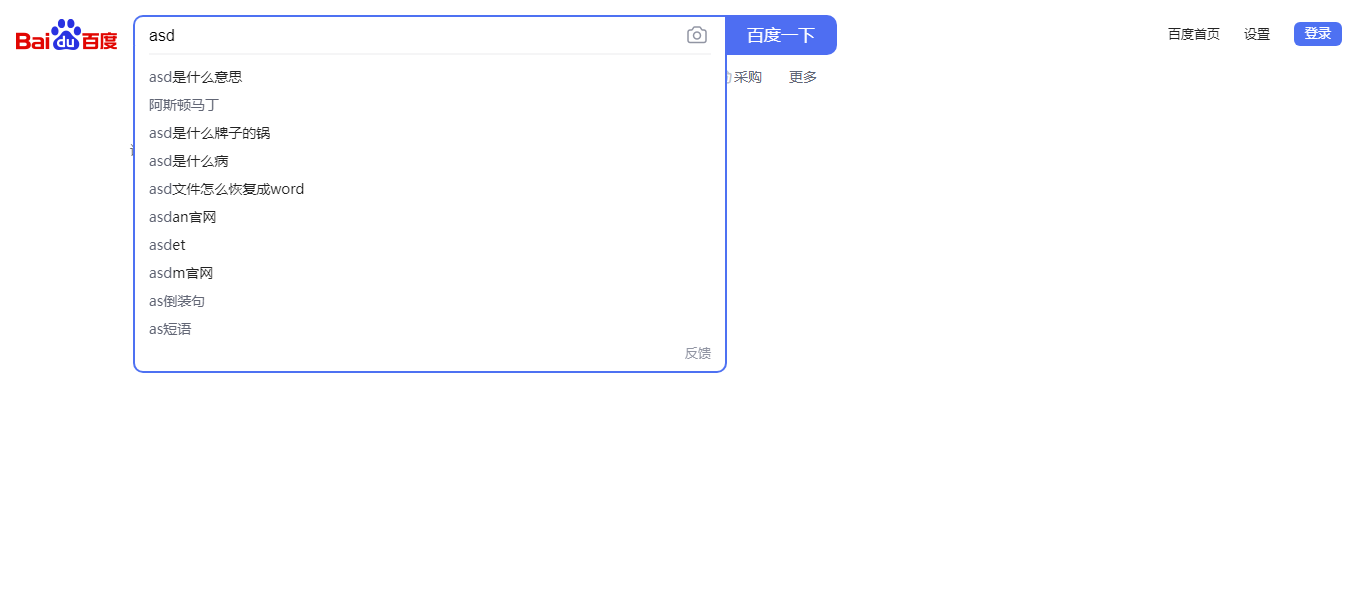 Bai du 百度
asd
百度一下
百度首页
设置
登录
采购
更多
asd是什么意思
阿斯顿马丁
asd是什么牌子的锅
asd是什么病
asd文件怎么恢复成word
asdan官网
asdet
asdm官网
as倒装句
as短语
反馈